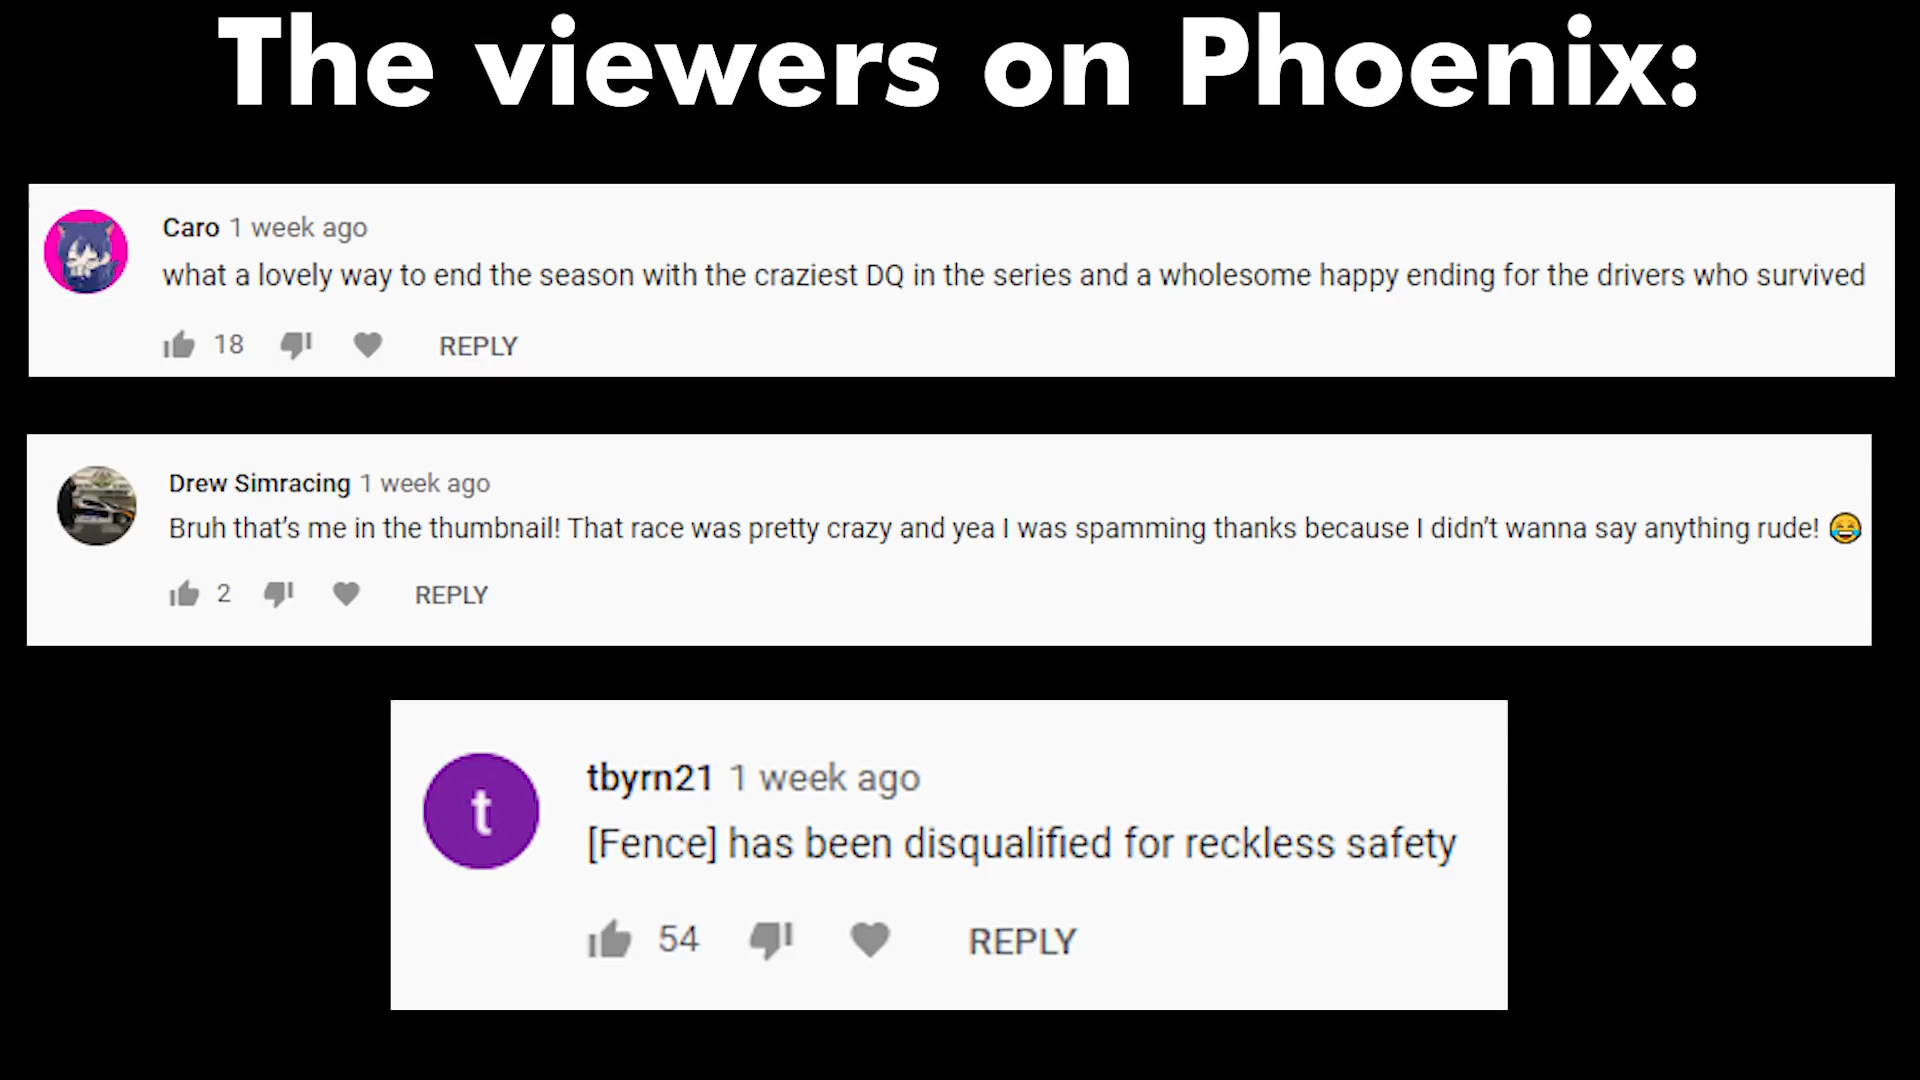 The viewers on Phoenix:
Caro 1 week ago
what a lovely way to end the season with the craziest DQ in the series and a wholesome happy ending for the drivers who survived
18 REPLY
Drew Simracing 1 week ago
Bruh that's me in the thumbnail! That race was pretty crazy and yea I was spamming thanks because I didn't wanna say anything rude! 😂
2 REPLY
t
tbyrn21 1 week ago
[Fence] has been disqualified for reckless safety
54 REPLY